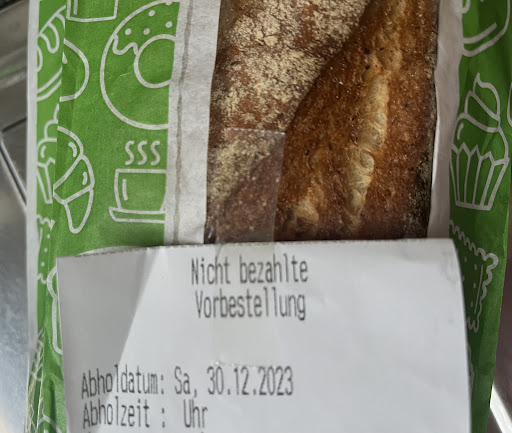 Nicht bezahlte
Vorbestellung
Abholdatum: Sa, 30.12.2023
Abholzeit : Uhr